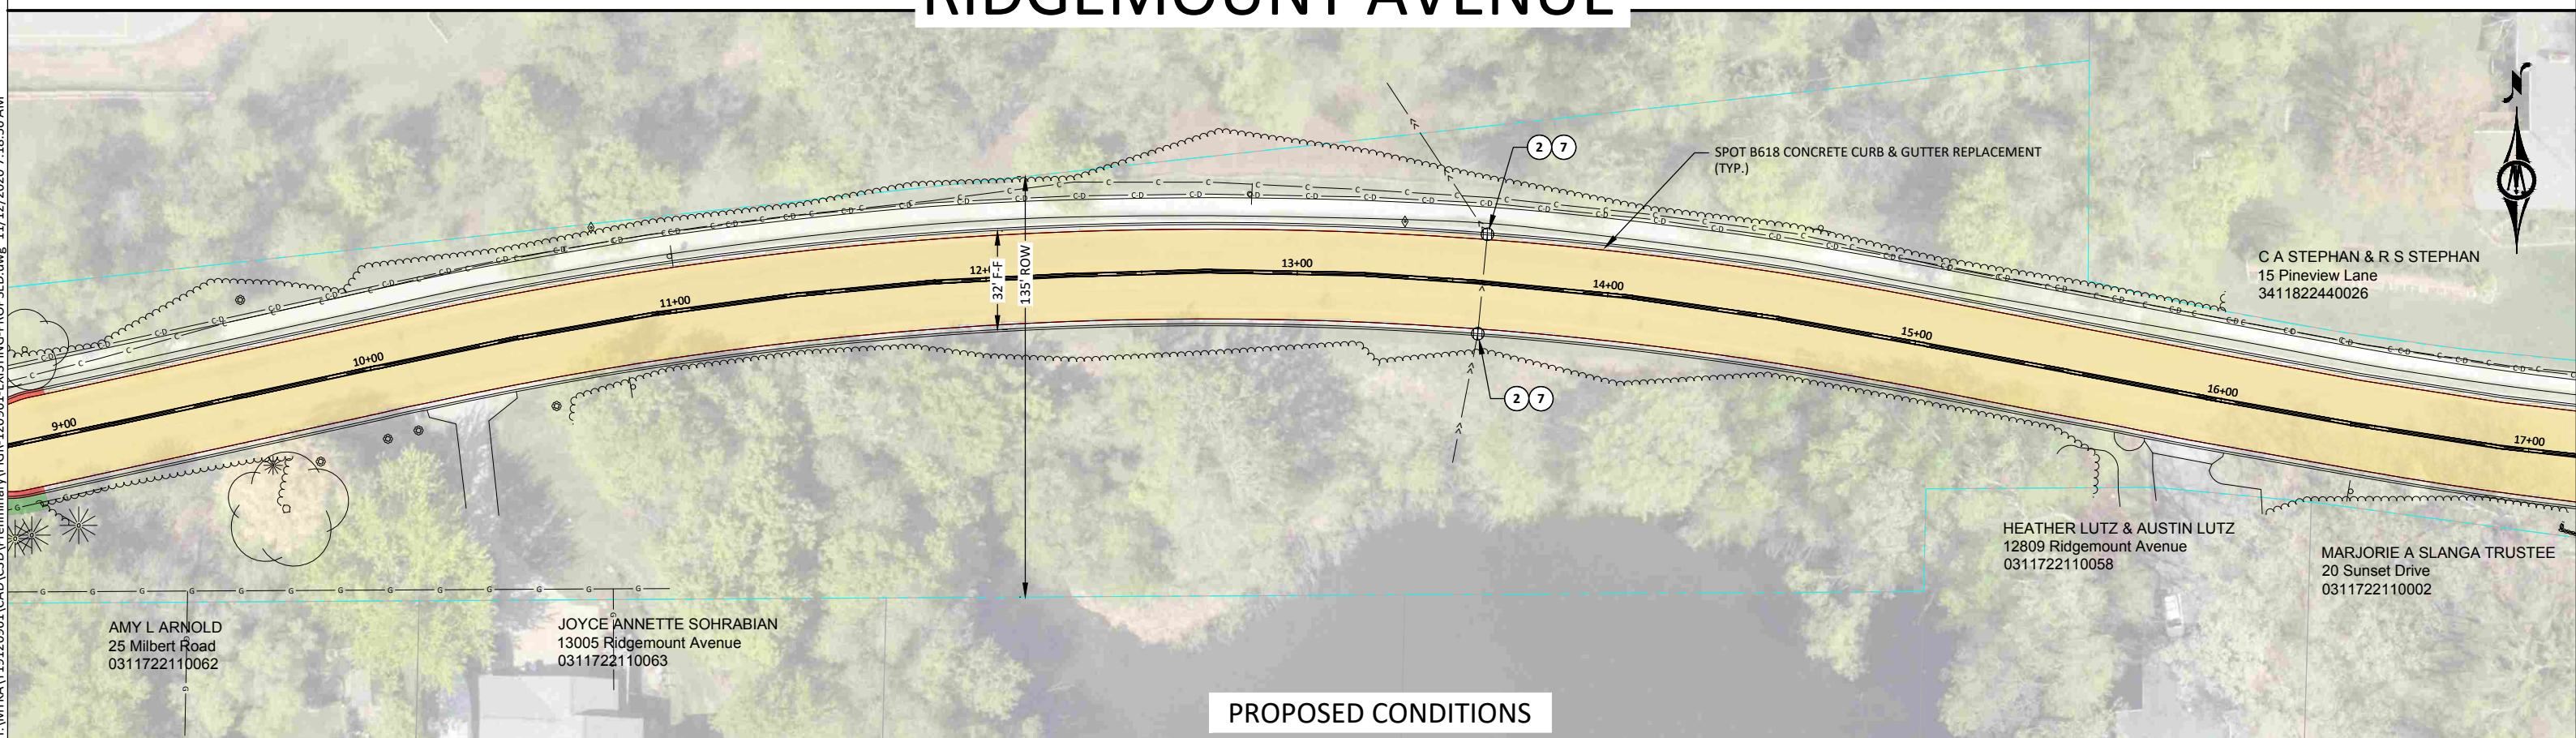 RIDGEMOUNT AVENUE
N
2 7
SPOT B618 CONCRETE CURB & GUTTER REPLACEMENT
(TYP.)
C A STEPHAN & R S STEPHAN
15 Pineview Lane
3411822440026
9+00
10+00
11+00
13+00
14+00
15+00
16+00
17+00
32' F-F
135' ROW
2 7
HEATHER LUTZ & AUSTIN LUTZ
12809 Ridgemount Avenue
0311722110058
MARJORIE A SLANGA TRUSTEE
20 Sunset Drive
0311722110002
AMY L ARNOLD
25 Milbert Road
0311722110062
JOYCE ANNETTE SOHRABIAN
13005 Ridgemount Avenue
0311722110063
PROPOSED CONDITIONS